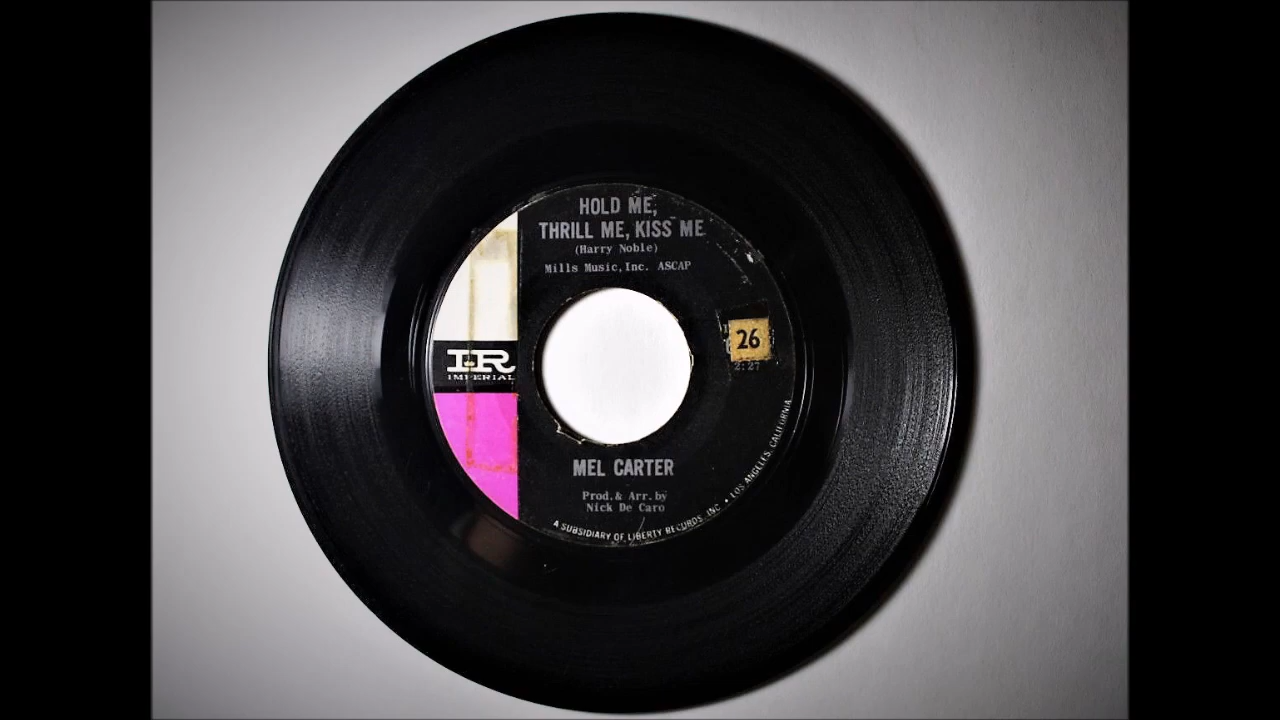 HOLD ME,
THRILL ME, KISS ME
(Harry Noble)
Mills Music, Inc. ASCAP
IR
IMPERIAL
26
2:27
MEL CARTER
Prod. & Arr. by
Nick De Caro
A SUBSIDIARY OF LIBERTY RECORDS, INC • LOS ANGELES, CALIFORNIA